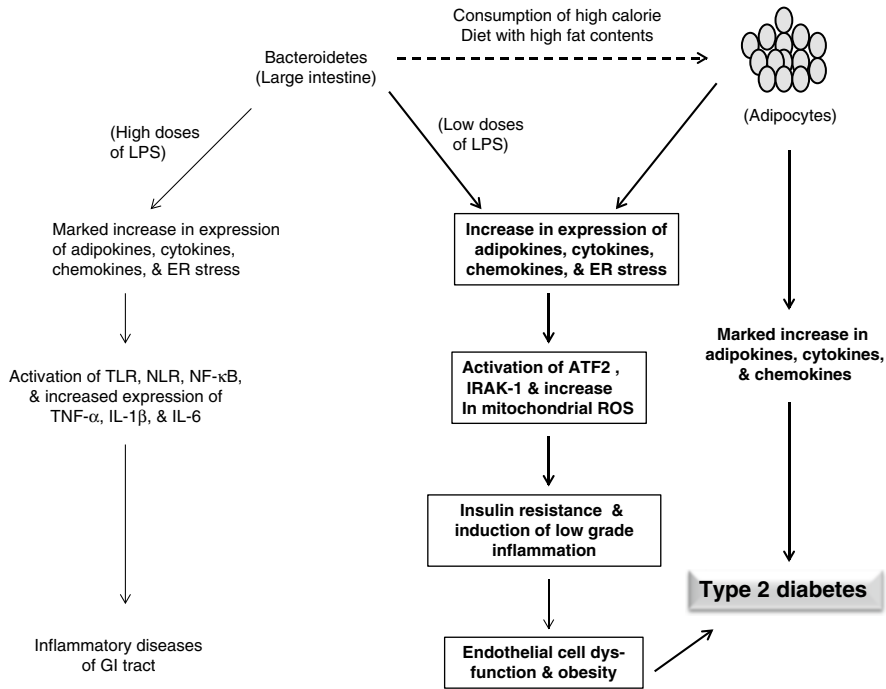 Consumption of high calorie
Diet with high fat contents
Bacteroidetes
(Large intestine)
(Adipocytes)
(High doses
of LPS)
(Low doses
of LPS)
Marked increase in expression
of adipokines, cytokines,
chemokines, & ER stress
Increase in expression of
adipokines, cytokines,
chemokines, & ER stress
Marked increase in
adipokines, cytokines,
& chemokines
Activation of TLR, NLR, NF-κB,
& increased expression of
TNF-α, IL-1β, & IL-6
Activation of ATF2 ,
IRAK-1 & increase
In mitochondrial ROS
Insulin resistance &
induction of low grade
inflammation
Type 2 diabetes
Inflammatory diseases
of GI tract
Endothelial cell dys-
function & obesity